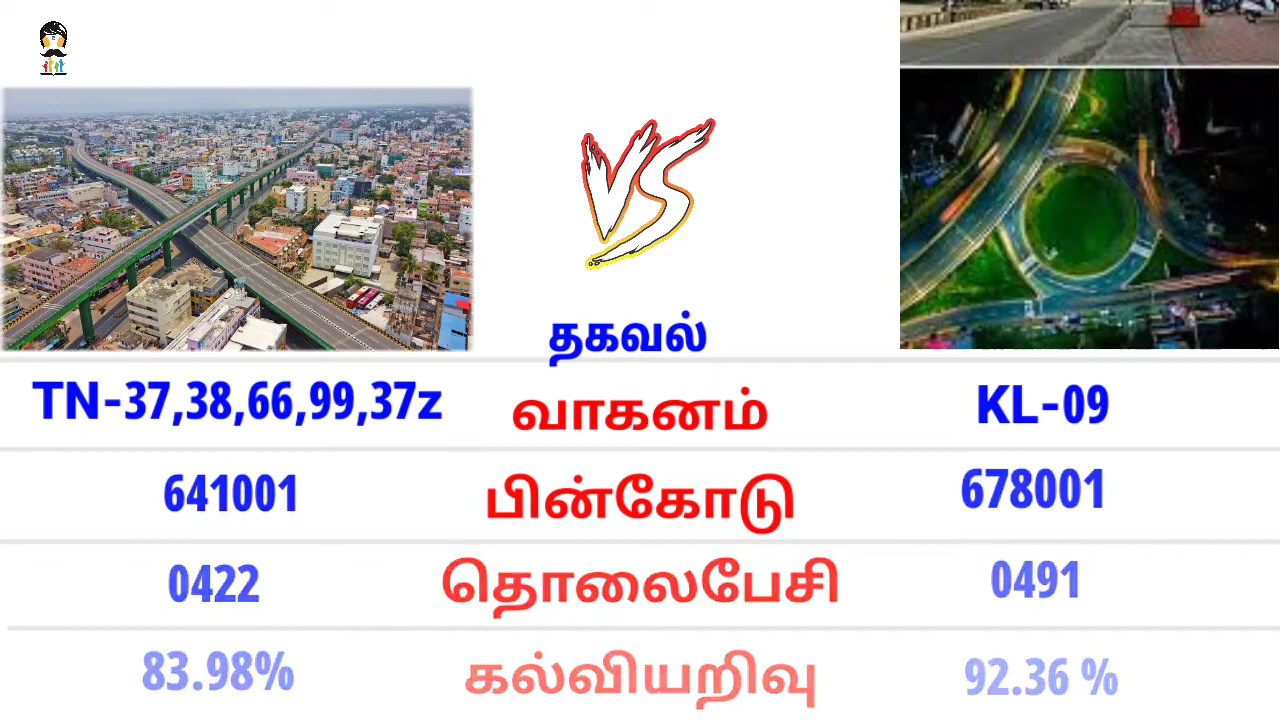 VS
தகவல்
TN-37,38,66,99,37z வாகனம் KL-09
641001 பின்கோடு 678001
0422 தொலைபேசி 0491
83.98% கல்வியறிவு 92.36 %